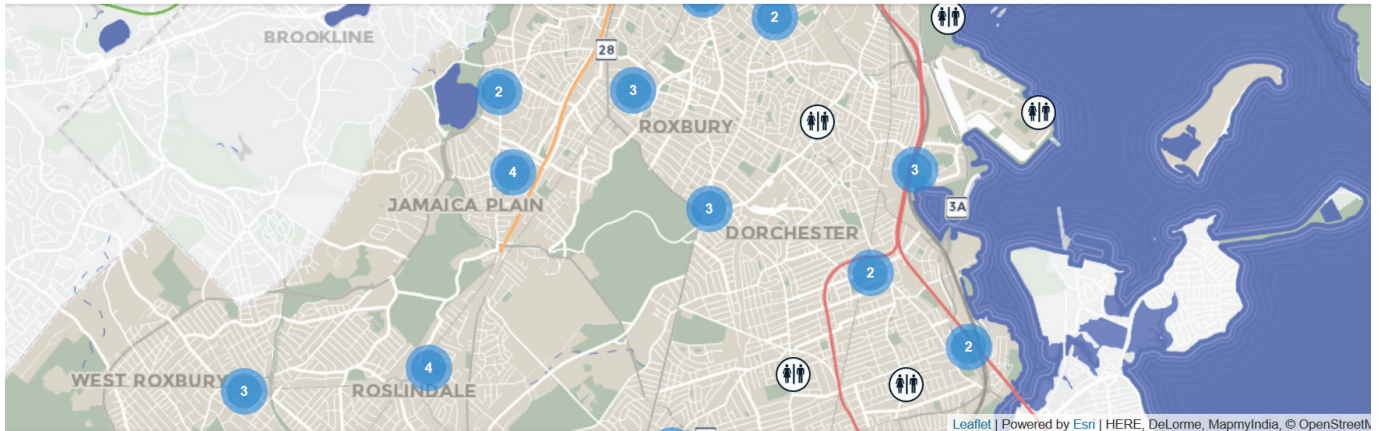 2
BROOKLINE
28
2
3
ROXBURY
4
3
JAMAICA PLAIN
3
3A
DORCHESTER
2
2
4
WEST ROXBURY
3
ROSLINDALE
Leaflet | Powered by Esri | HERE, DeLorme, MapmyIndia, © OpenStreetM